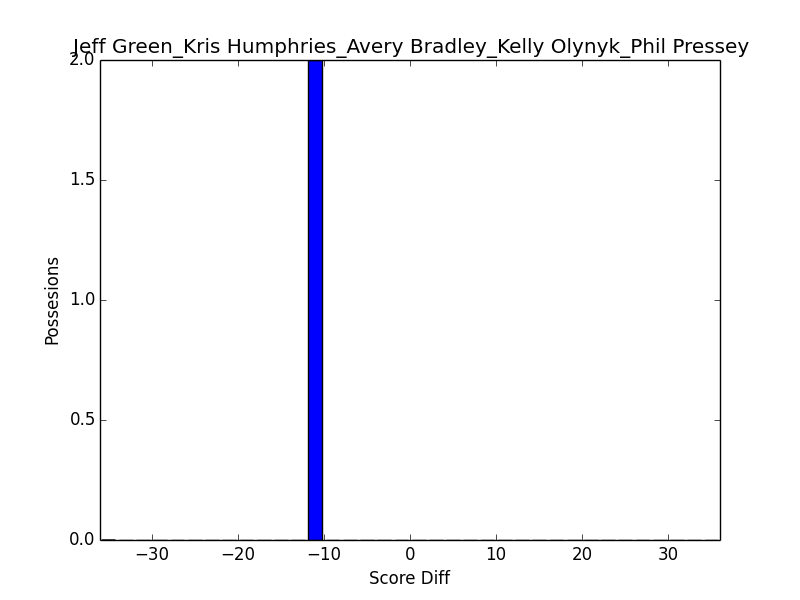 Jeff Green_Kris Humphries_Avery Bradley_Kelly Olynyk_Phil Pressey
2.0
1.5
1.0
0.5
0.0
Possesions
−30 −20 −10 0 10 20 30
Score Diff